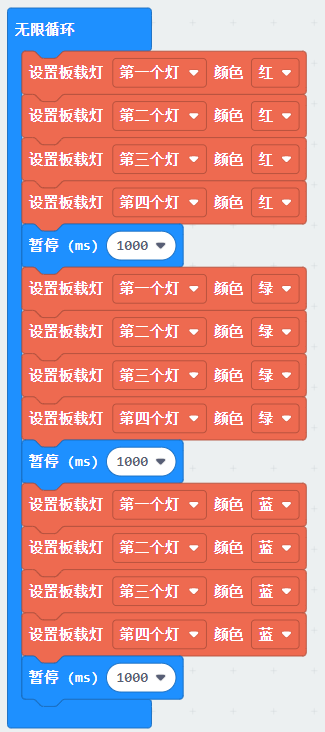 无限循环
设置板载灯 第一个灯 颜色 红
设置板载灯 第二个灯 颜色 红
设置板载灯 第三个灯 颜色 红
设置板载灯 第四个灯 颜色 红
暂停 (ms) 1000
设置板载灯 第一个灯 颜色 绿
设置板载灯 第二个灯 颜色 绿
设置板载灯 第三个灯 颜色 绿
设置板载灯 第四个灯 颜色 绿
暂停 (ms) 1000
设置板载灯 第一个灯 颜色 蓝
设置板载灯 第二个灯 颜色 蓝
设置板载灯 第三个灯 颜色 蓝
设置板载灯 第四个灯 颜色 蓝
暂停 (ms) 1000